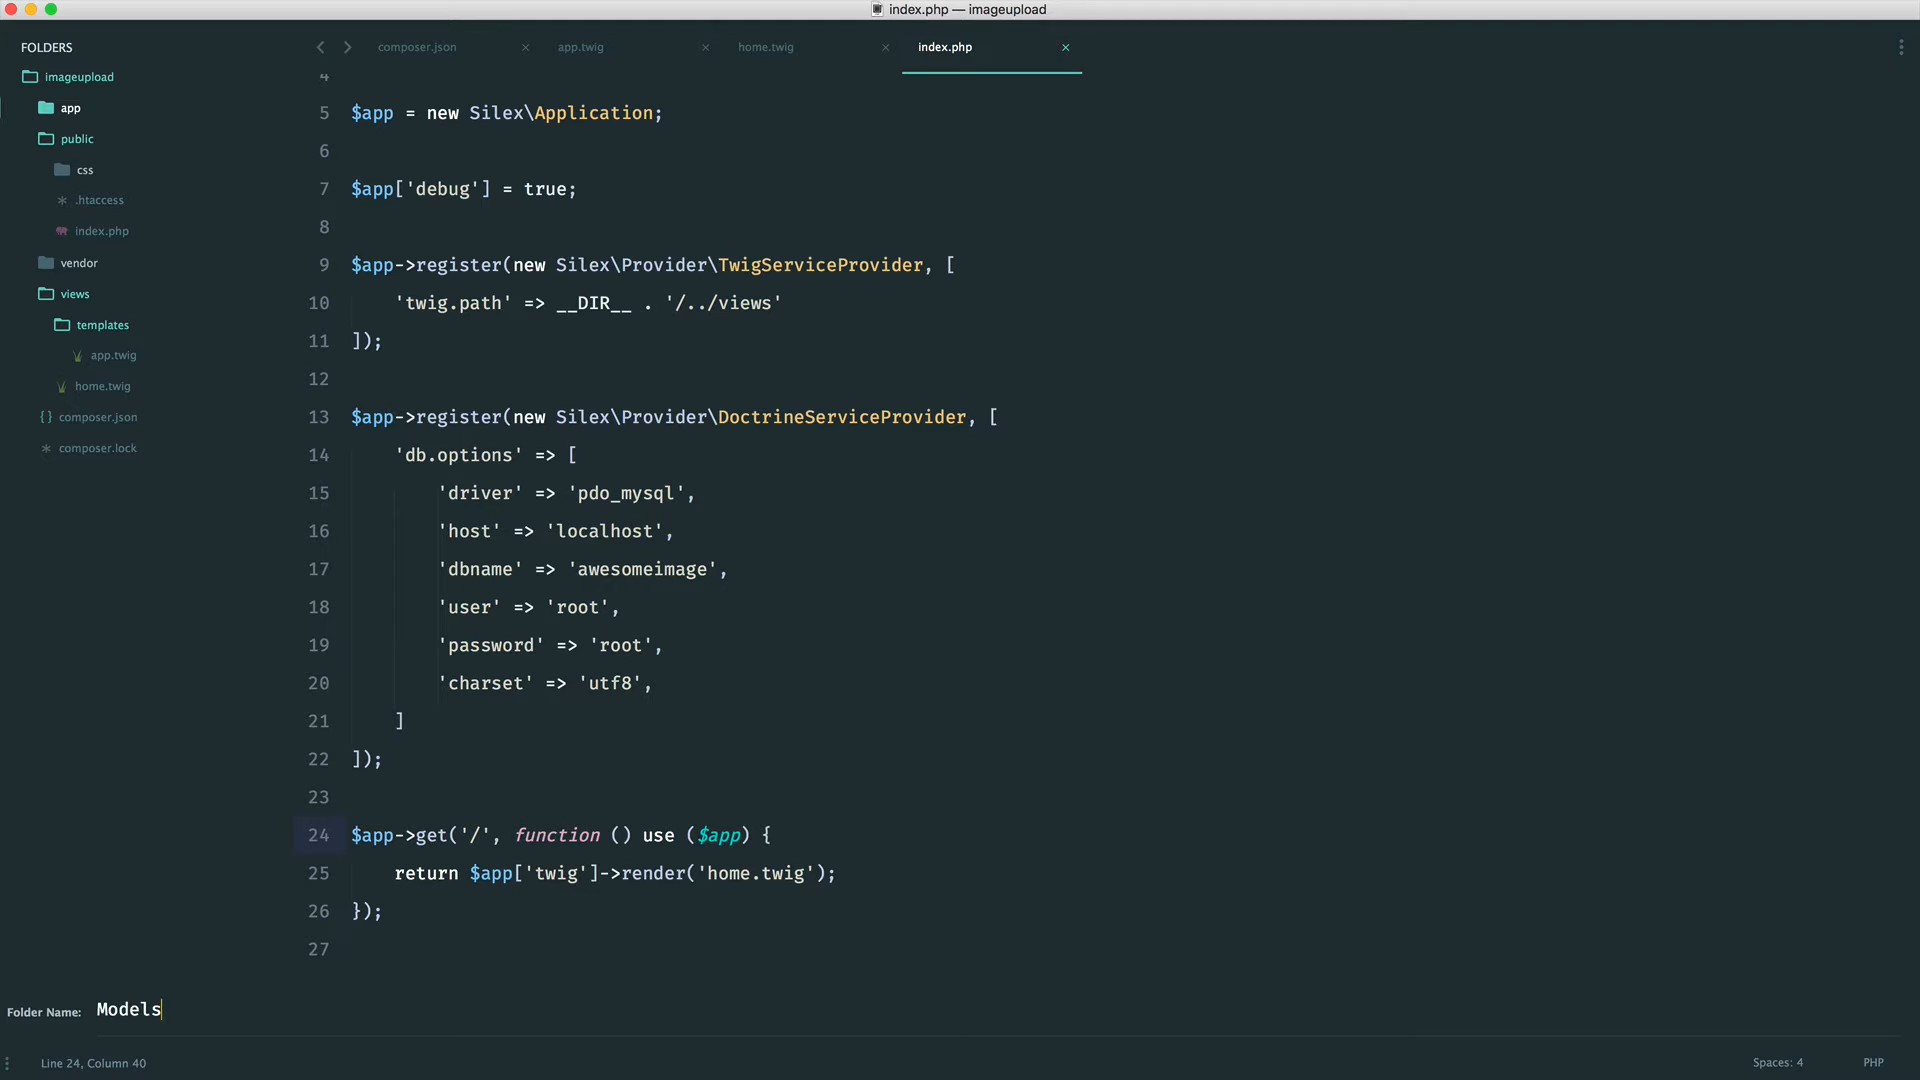 index.php — imageupload
FOLDERS
imageupload
app
public
css
.htaccess
index.php
vendor
views
templates
app.twig
home.twig
composer.json
composer.lock
composer.json
app.twig
home.twig
index.php
4
5 $app = new Silex\Application;
6
7 $app['debug'] = true;
8
9 $app->register(new Silex\Provider\TwigServiceProvider, [
10 'twig.path' => __DIR__ . '/../views'
11 ]);
12
13 $app->register(new Silex\Provider\DoctrineServiceProvider, [
14 'db.options' => [
15 'driver' => 'pdo_mysql',
16 'host' => 'localhost',
17 'dbname' => 'awesomeimage',
18 'user' => 'root',
19 'password' => 'root',
20 'charset' => 'utf8',
21 ]
22 ]);
23
24 $app->get('/', function () use ($app) {
25 return $app['twig']->render('home.twig');
26 });
27
Folder Name: Models
Line 24, Column 40
Spaces: 4
PHP